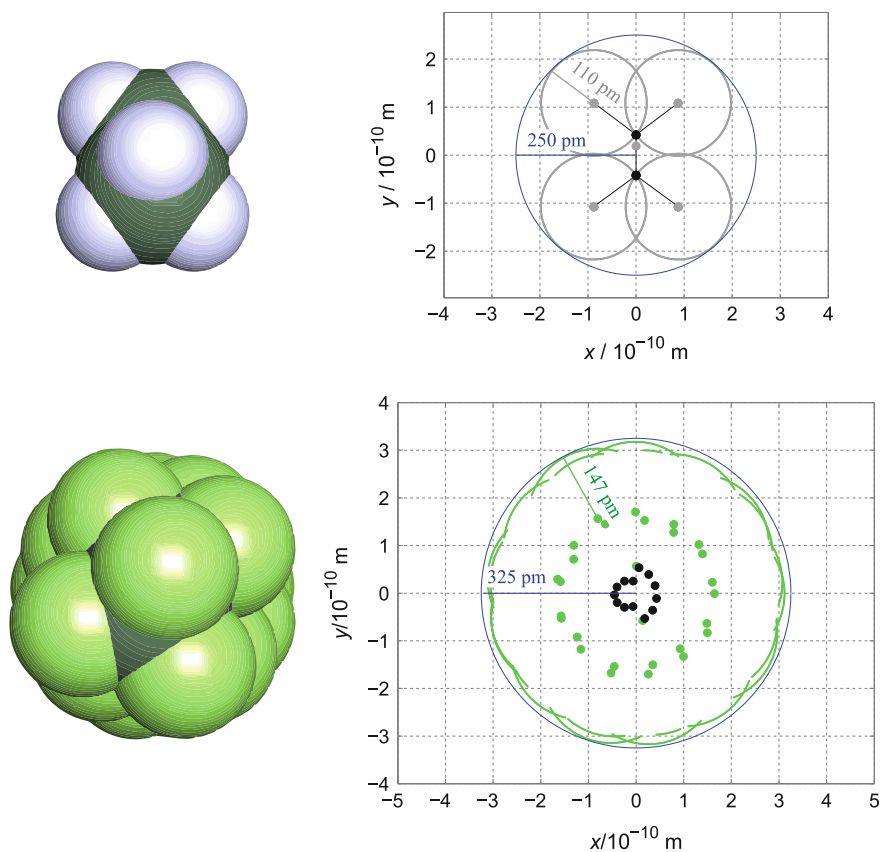 2
1
0
−1
−2
y / 10⁻¹⁰ m
110 pm
250 pm
−4 −3 −2 −1 0 1 2 3 4
x / 10⁻¹⁰ m
4
3
2
1
0
−1
−2
−3
−4
y/10⁻¹⁰ m
147 pm
325 pm
−5 −4 −3 −2 −1 0 1 2 3 4 5
x/10⁻¹⁰ m